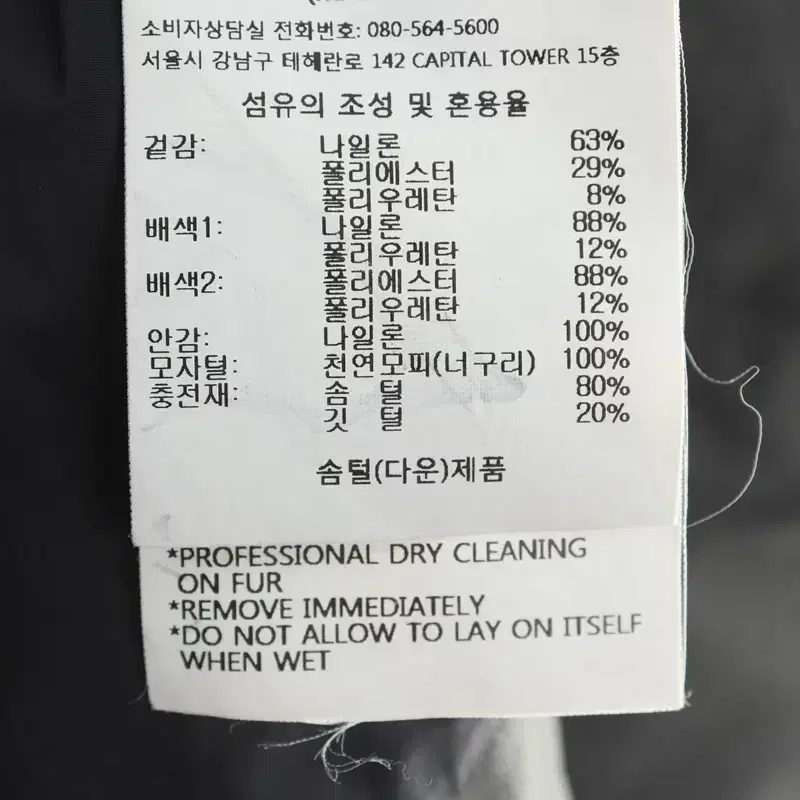 소비자상담실 전화번호: 080-564-5600
서울시 강남구 테헤란로 142 CAPITAL TOWER 15층
섬유의 조성 및 혼용율
겉감: 나일론 63%
폴리에스터 29%
폴리우레탄 8%
배색1: 나일론 88%
폴리우레탄 12%
배색2: 폴리에스터 88%
폴리우레탄 12%
안감: 나일론 100%
모자털: 천연모피(너구리) 100%
충전재: 솜 털 80%
깃 털 20%
솜털(다운)제품
*PROFESSIONAL DRY CLEANING
ON FUR
*REMOVE IMMEDIATELY
*DO NOT ALLOW TO LAY ON ITSELF
WHEN WET